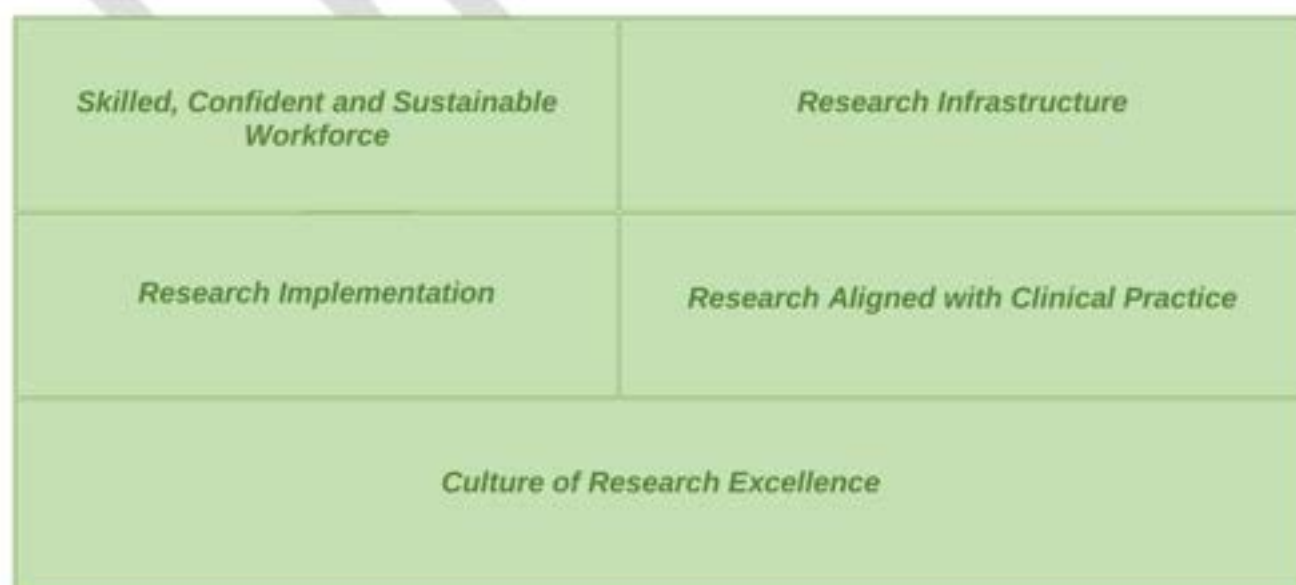 Skilled, Confident and Sustainable
Workforce
Research Infrastructure
Research Implementation
Research Aligned with Clinical Practice
Culture of Research Excellence